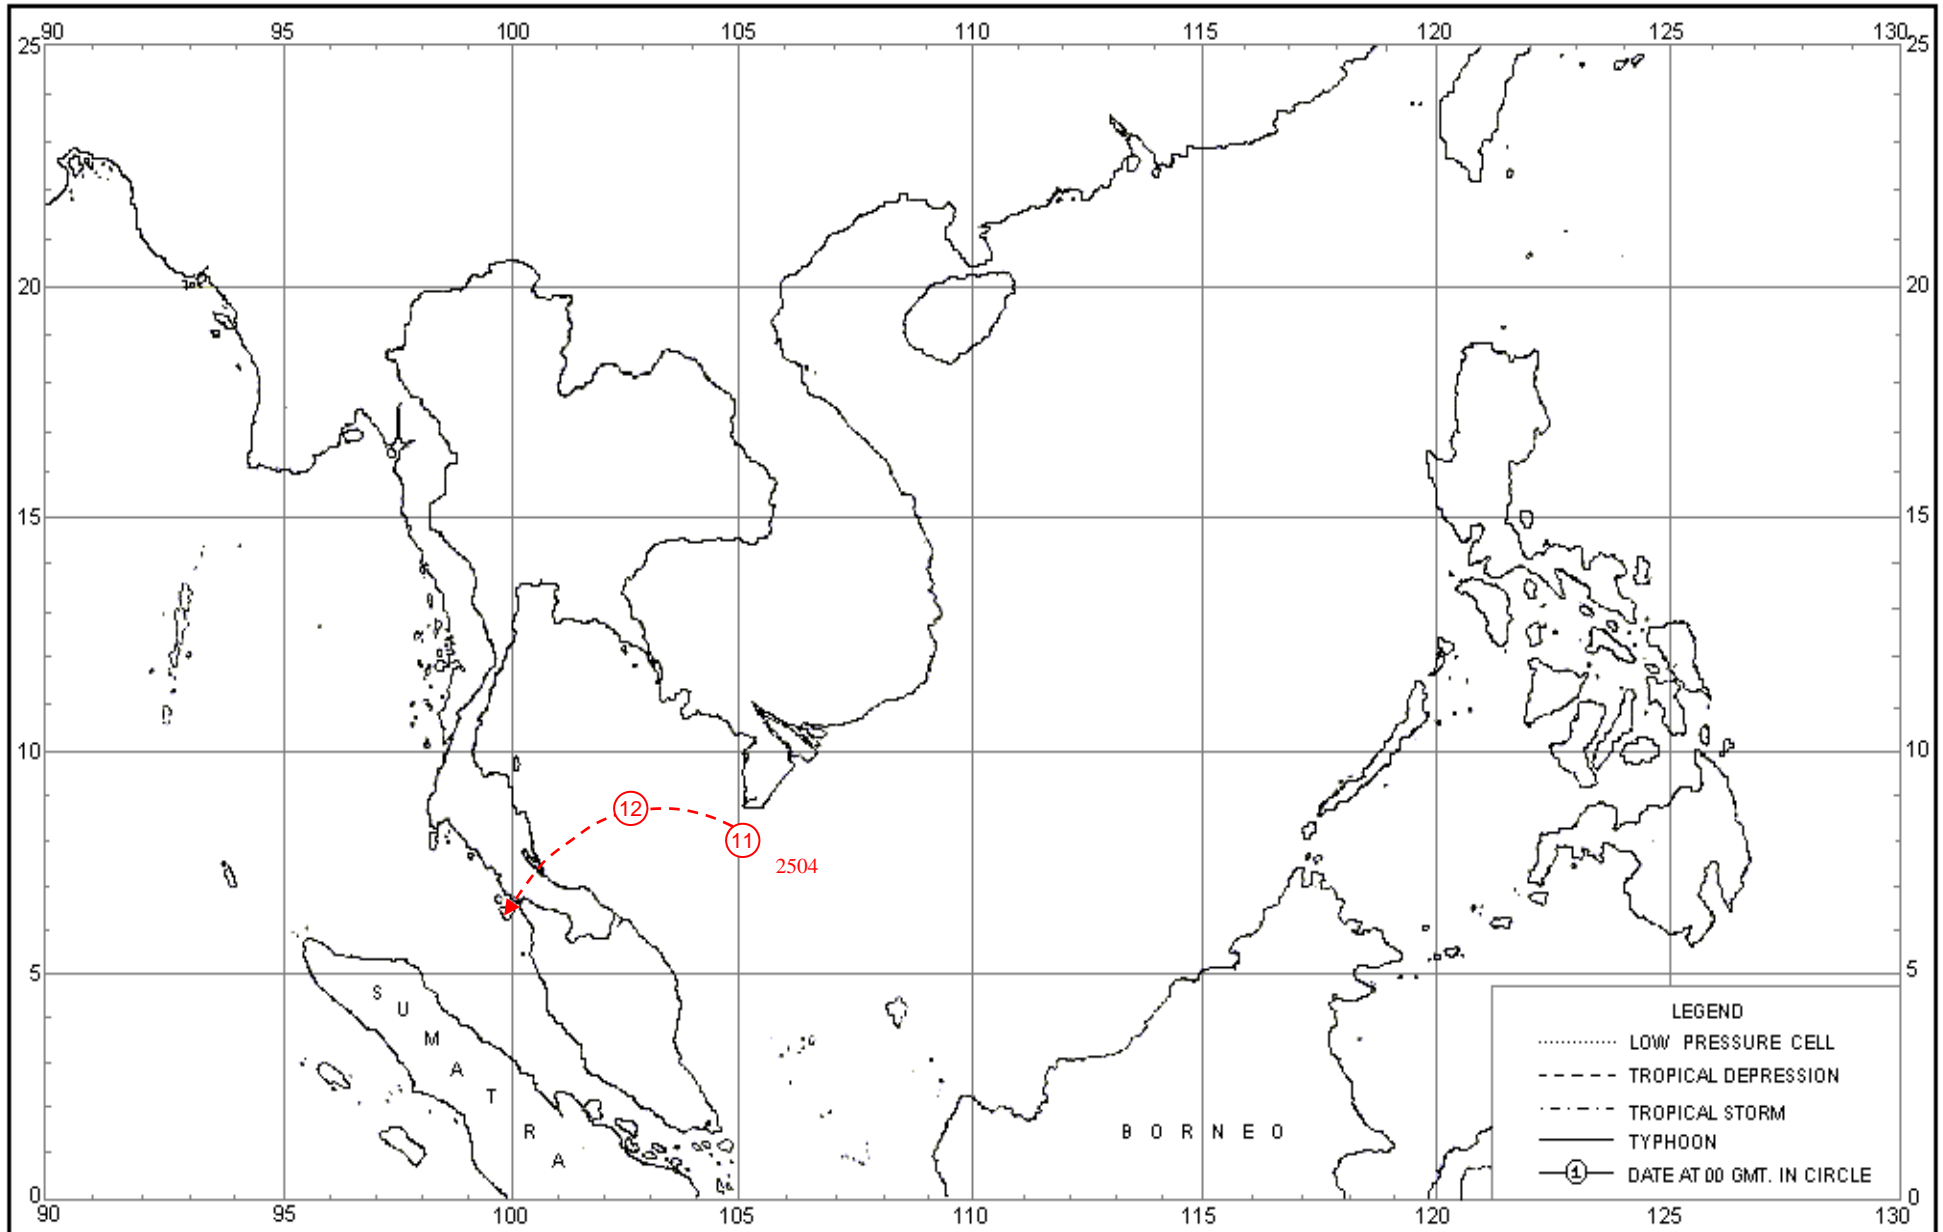 90 95 100 105 110 115 120 125 130
25 25
20 20
15 15
12
11
2504
10 10
5 5
SUMATRA
BORNEO
LEGEND
LOW PRESSURE CELL
TROPICAL DEPRESSION
TROPICAL STORM
TYPHOON
1 DATE AT 00 GMT. IN CIRCLE
0 0
90 95 100 105 110 115 120 125 130